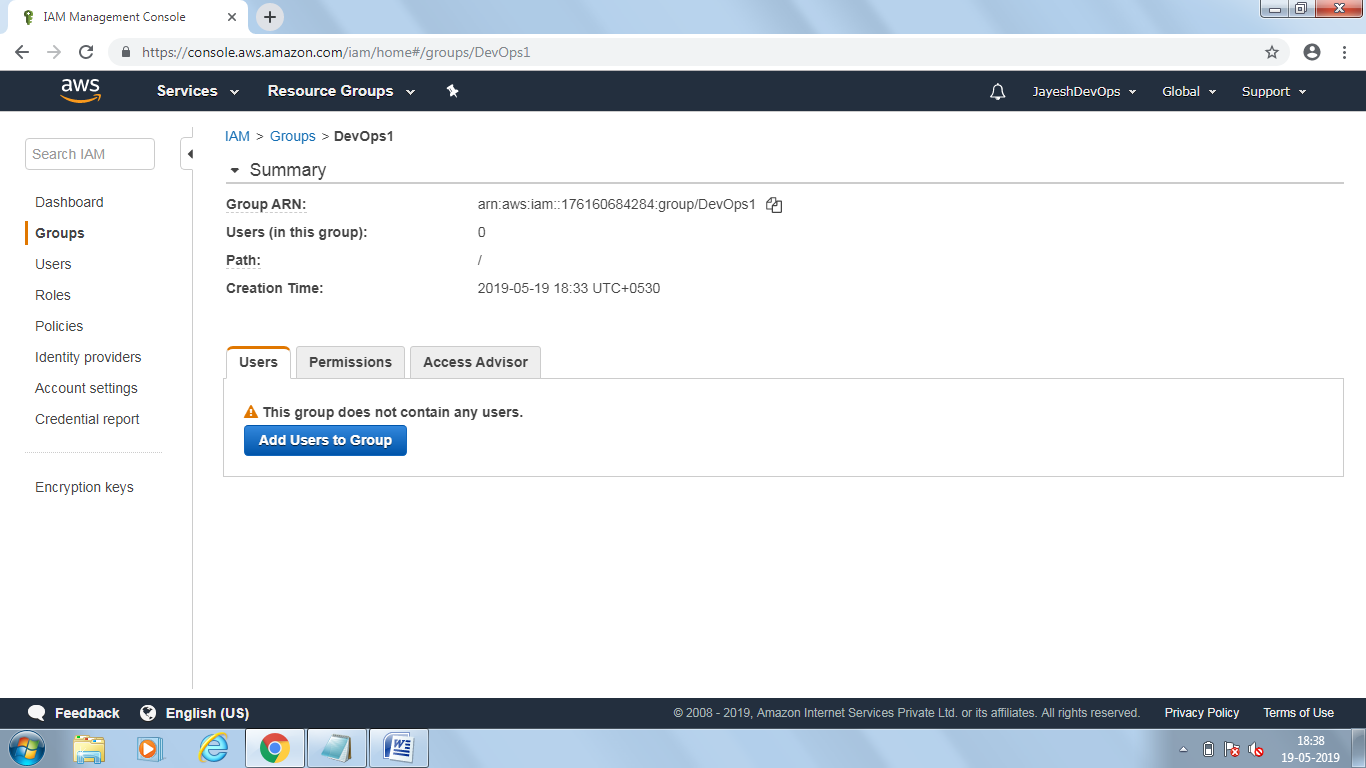 IAM Management Console
https://console.aws.amazon.com/iam/home#/groups/DevOps1
aws Services Resource Groups JayeshDevOps Global Support
Search IAM
Dashboard
Groups
Users
Roles
Policies
Identity providers
Account settings
Credential report
Encryption keys
IAM > Groups > DevOps1
Summary
Group ARN: arn:aws:iam::176160684284:group/DevOps1
Users (in this group): 0
Path: /
Creation Time: 2019-05-19 18:33 UTC+0530
Users Permissions Access Advisor
This group does not contain any users.
Add Users to Group
Feedback English (US) © 2008 - 2019, Amazon Internet Services Private Ltd. or its affiliates. All rights reserved. Privacy Policy Terms of Use
18:38
19-05-2019